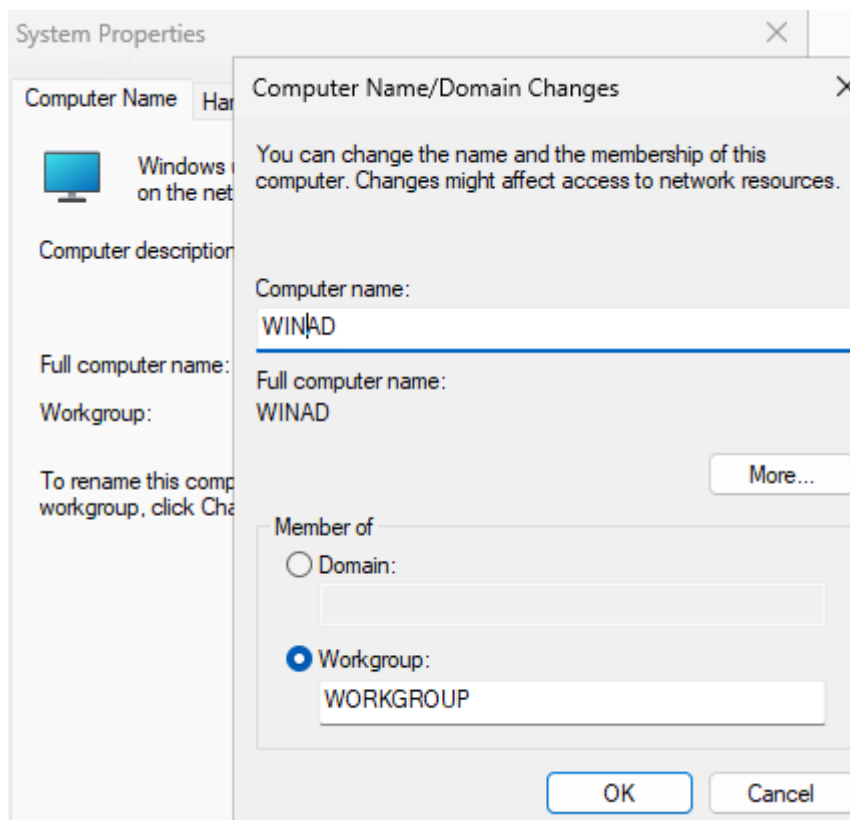 System Properties
Computer Name/Domain Changes
Computer Name
You can change the name and the membership of this
computer. Changes might affect access to network resources.
Windows
on the net
Computer description
Computer name:
WINAD
Full computer name:
Full computer name:
WINAD
Workgroup:
More...
To rename this comp
workgroup, click Cha
Member of
Domain:
Workgroup:
WORKGROUP
OK
Cancel